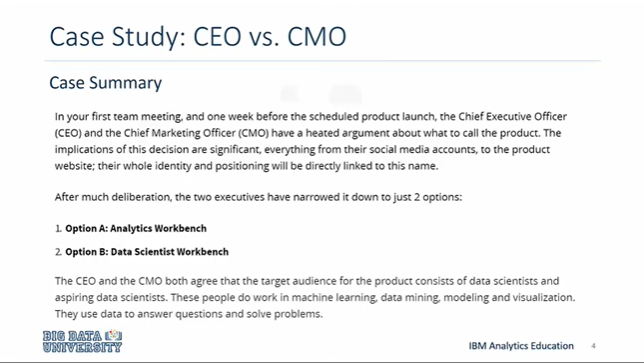 Case Study: CEO vs. CMO
Case Summary
In your first team meeting, and one week before the scheduled product launch, the Chief Executive Officer
(CEO) and the Chief Marketing Officer (CMO) have a heated argument about what to call the product. The
implications of this decision are significant, everything from their social media accounts, to the product
website; their whole identity and positioning will be directly linked to this name.
After much deliberation, the two executives have narrowed it down to just 2 options:
1. Option A: Analytics Workbench
2. Option B: Data Scientist Workbench
The CEO and the CMO both agree that the target audience for the product consists of data scientists and
aspiring data scientists. These people do work in machine learning, data mining, modeling and visualization.
They use data to answer questions and solve problems.
BIG DATA
UNIVERSITY
IBM Analytics Education 4